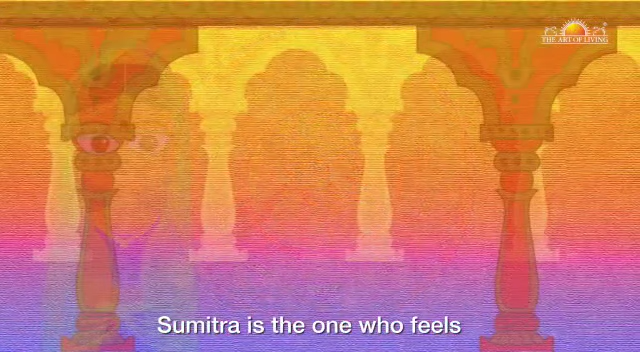 THE ART OF LIVING
Sumitra is the one who feels